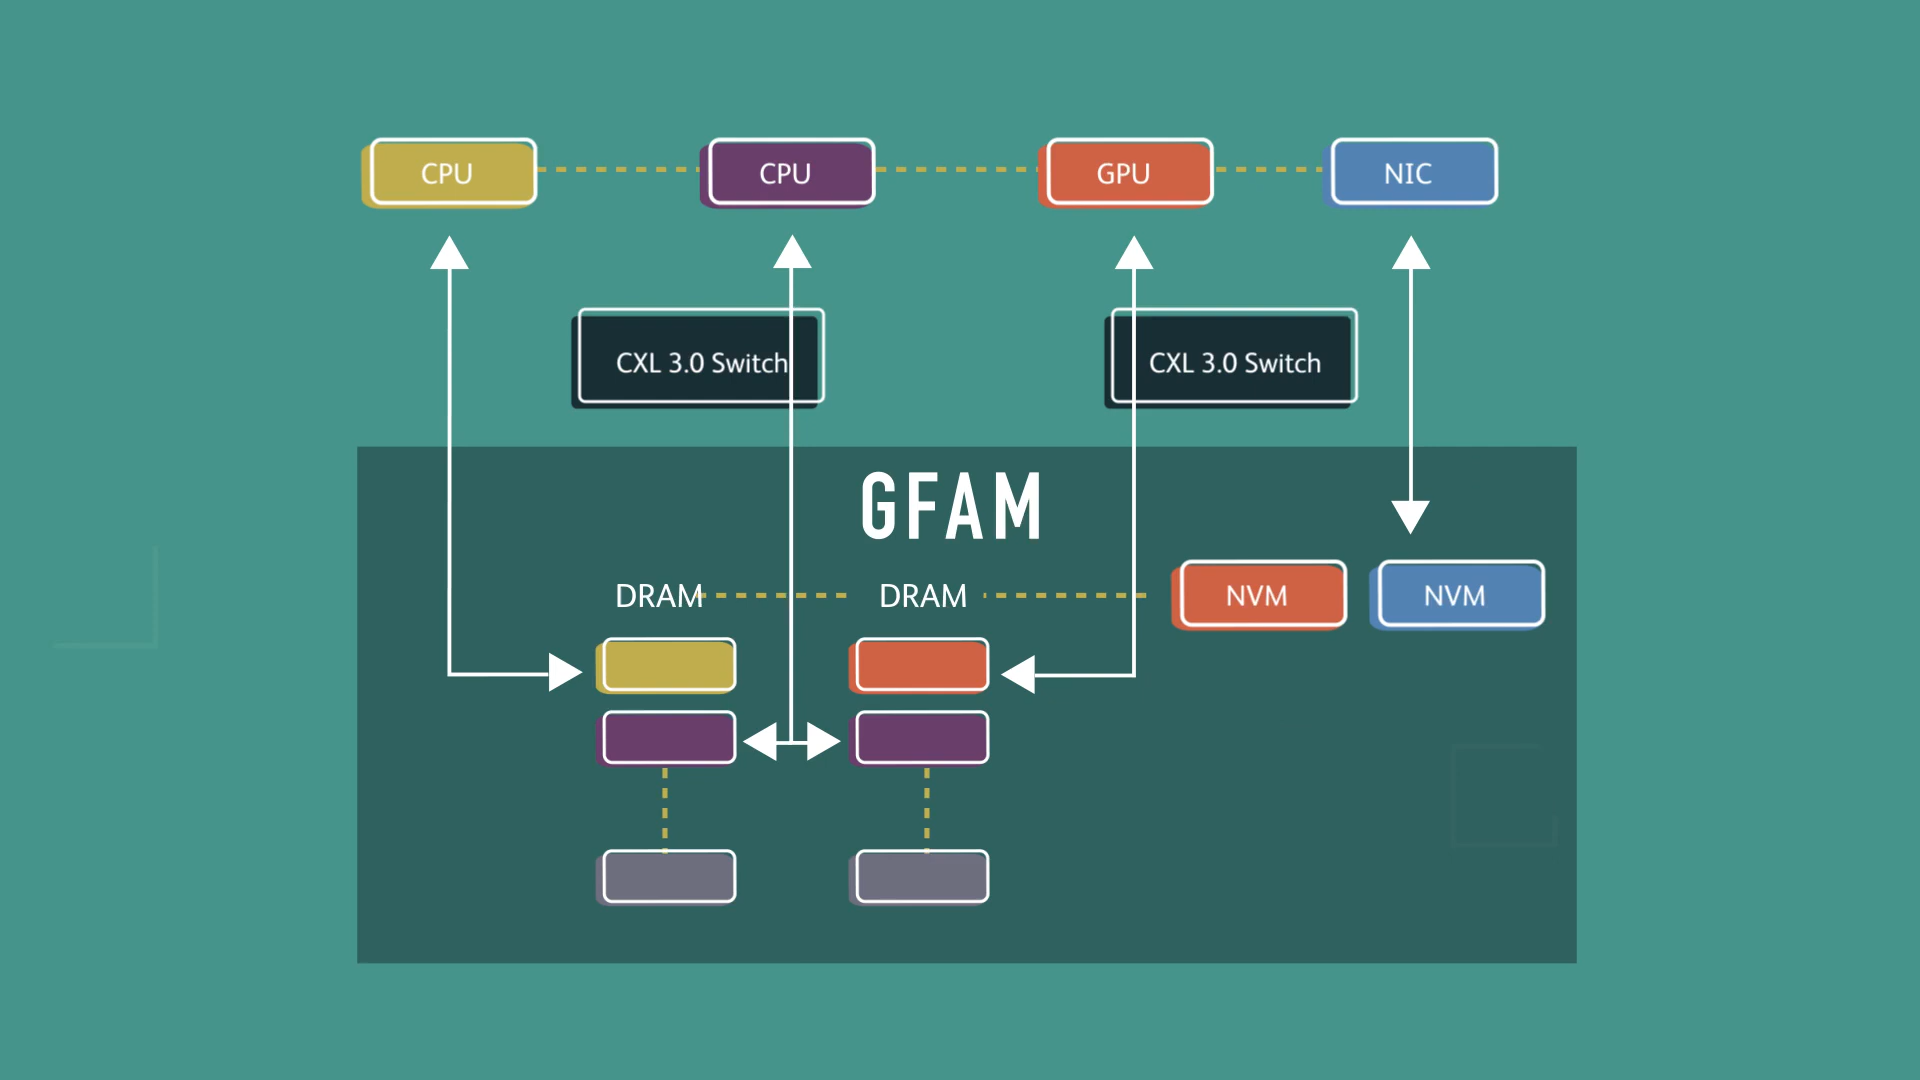 CPU
CPU
GPU
NIC
CXL 3.0 Switch
CXL 3.0 Switch
GFAM
DRAM
DRAM
NVM
NVM